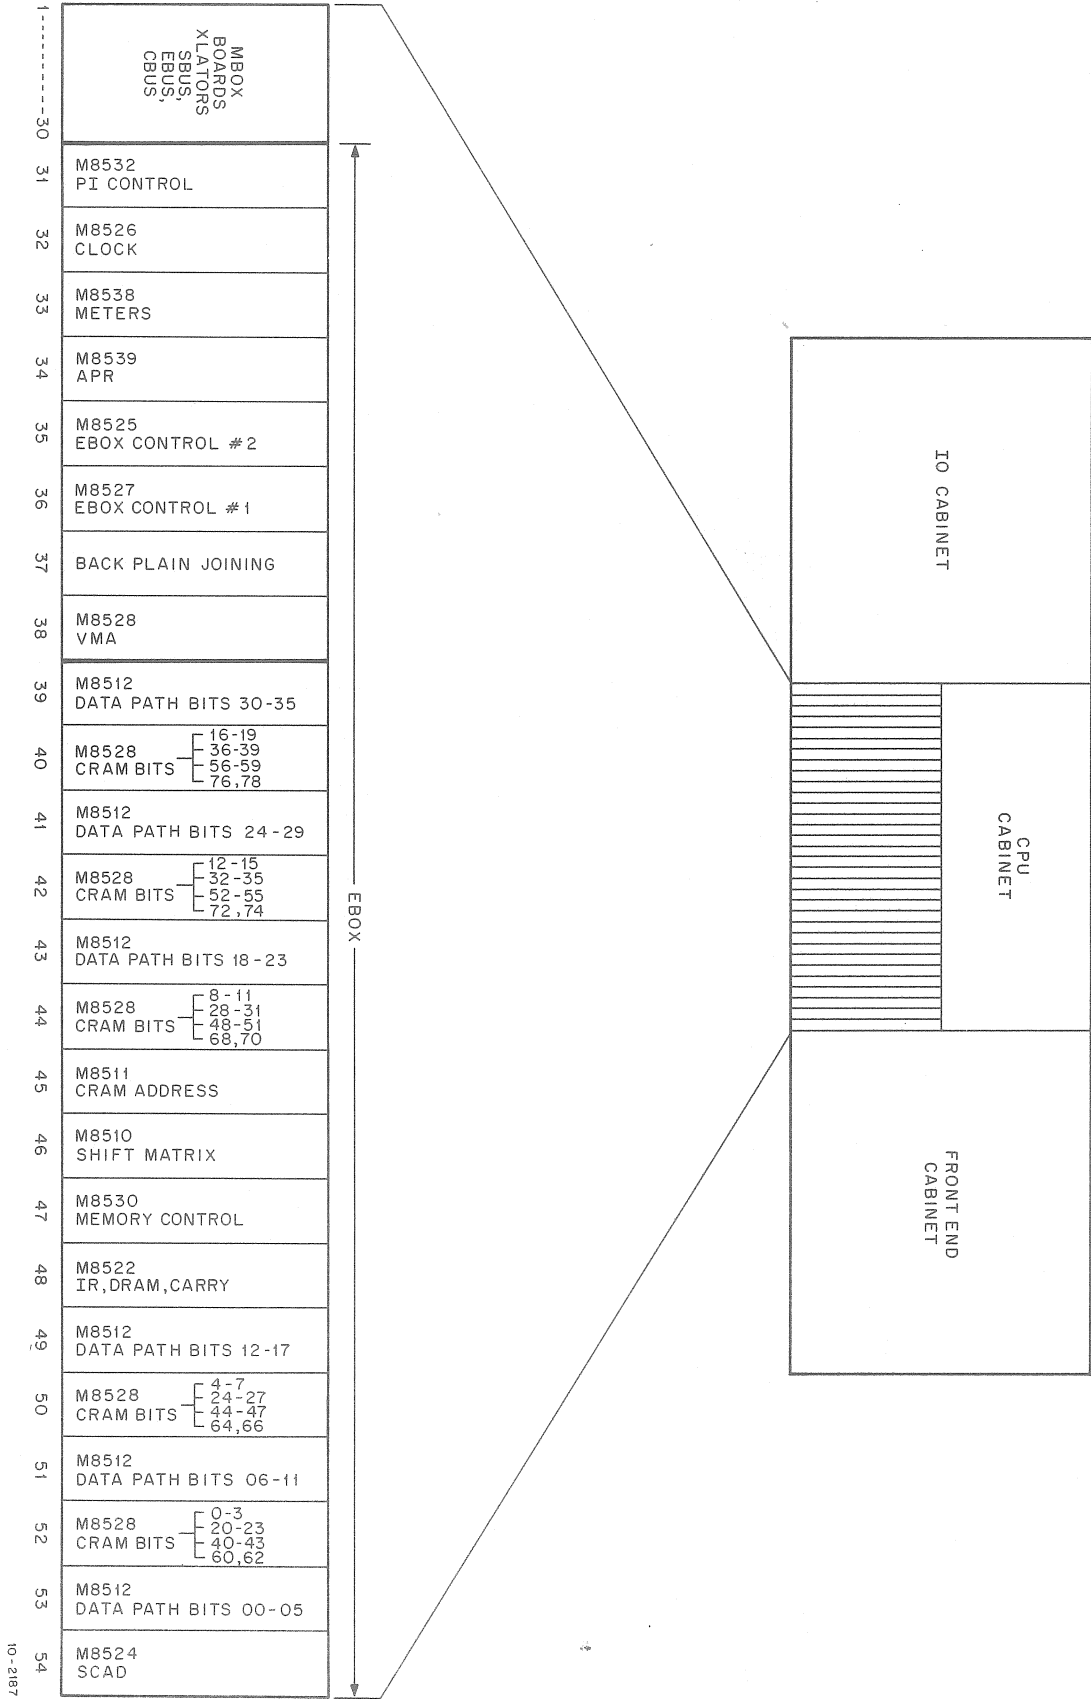 MBOX
BOARDS
XLATORS
SBUS,
EBUS,
CBUS
1---------30
M8532
PI CONTROL
31
M8526
CLOCK
32
M8538
METERS
33
M8539
APR
34
M8525
EBOX CONTROL #2
35
M8527
EBOX CONTROL #1
36
BACK PLAIN JOINING
37
M8528
VMA
38
M8512
DATA PATH BITS 30-35
39
M8528
CRAM BITS
16-19
36-39
56-59
76,78
40
M8512
DATA PATH BITS 24-29
41
M8528
CRAM BITS
12-15
32-35
52-55
72,74
42
M8512
DATA PATH BITS 18-23
43
M8528
CRAM BITS
8-11
28-31
48-51
68,70
44
M8511
CRAM ADDRESS
45
M8510
SHIFT MATRIX
46
M8530
MEMORY CONTROL
47
M8522
IR,DRAM,CARRY
48
M8512
DATA PATH BITS 12-17
49
M8528
CRAM BITS
4-7
24-27
44-47
64,66
50
M8512
DATA PATH BITS 06-11
51
M8528
CRAM BITS
0-3
20-23
40-43
60,62
52
M8512
DATA PATH BITS 00-05
53
M8524
SCAD
54
EBOX
IO CABINET
CPU
CABINET
FRONT END
CABINET
10-2187